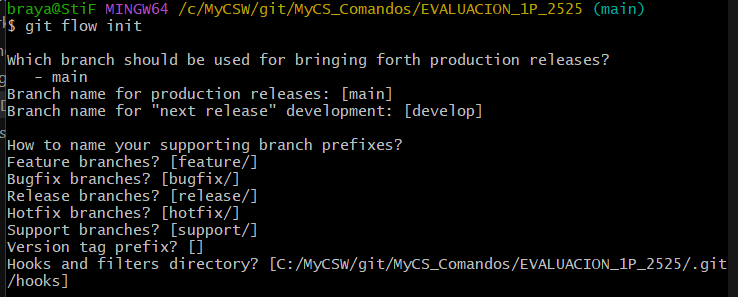 braya@StiF MINGW64 /c/MyCSW/git/MyCS_Comandos/EVALUACION_1P_2525 (main)
$ git flow init
Which branch should be used for bringing forth production releases?
   - main
Branch name for production releases: [main]
Branch name for "next release" development: [develop]
How to name your supporting branch prefixes?
Feature branches? [feature/]
Bugfix branches? [bugfix/]
Release branches? [release/]
Hotfix branches? [hotfix/]
Support branches? [support/]
Version tag prefix? []
Hooks and filters directory? [C:/MyCSW/git/MyCS_Comandos/EVALUACION_1P_2525/.git
/hooks]